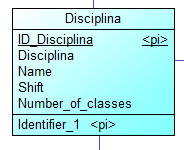 Disciplina
ID_Disciplina <pi>
Disciplina
Name
Shift
Number_of_classes
Identifier_1 <pi>